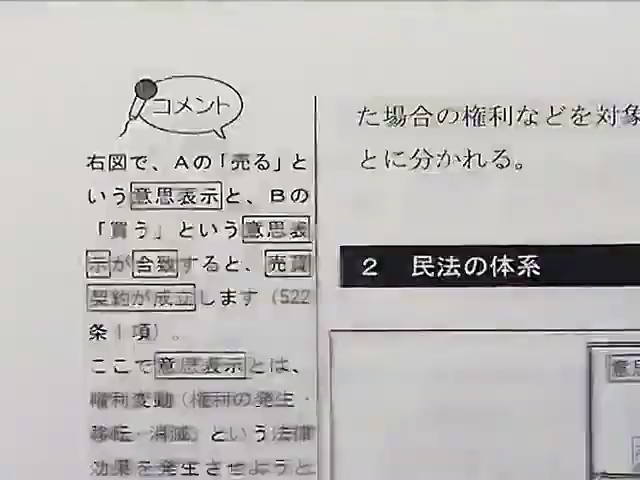 コメント
右図で、Aの「売る」と
いう意思表示と、Bの
「買う」という意思表
示が合致すると、売買
契約が成立します（522
条1項）。
ここで意思表示とは、
権利変動（権利の発生・
移転・消滅）という法律
効果を発生させようと
た場合の権利などを対象
とに分かれる。
2 民法の体系
意思